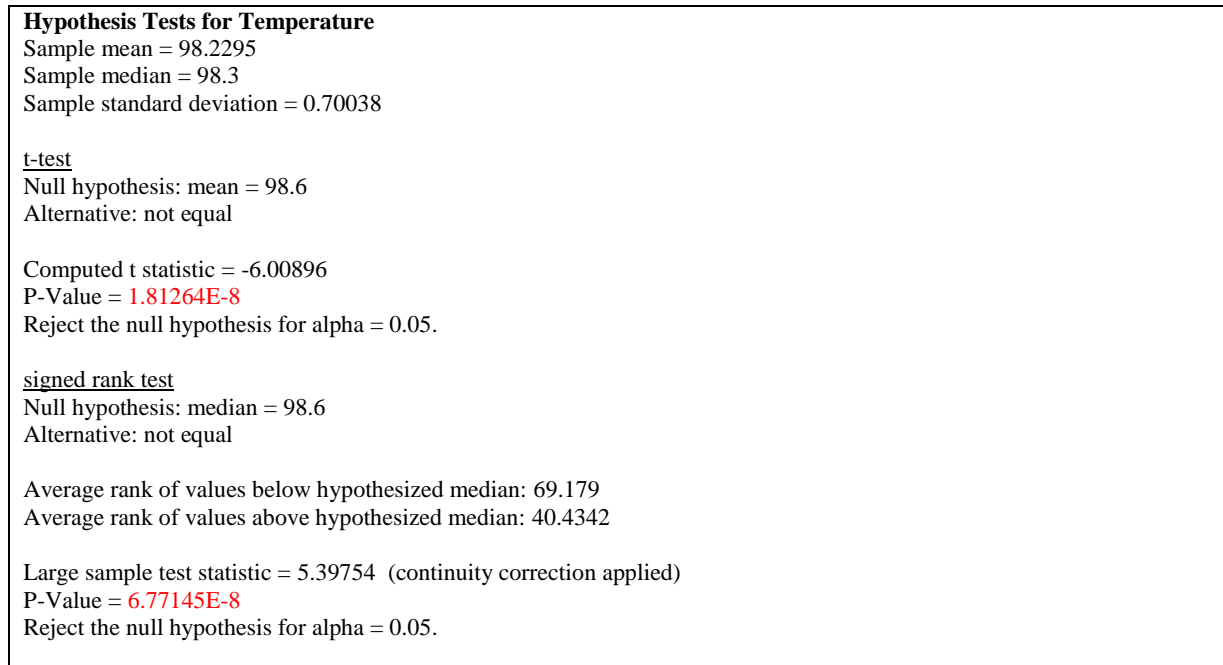 Hypothesis Tests for Temperature
Sample mean = 98.2295
Sample median = 98.3
Sample standard deviation = 0.70038
t-test
Null hypothesis: mean = 98.6
Alternative: not equal
Computed t statistic = -6.00896
P-Value = 1.81264E-8
Reject the null hypothesis for alpha = 0.05.
signed rank test
Null hypothesis: median = 98.6
Alternative: not equal
Average rank of values below hypothesized median: 69.179
Average rank of values above hypothesized median: 40.4342
Large sample test statistic = 5.39754 (continuity correction applied)
P-Value = 6.77145E-8
Reject the null hypothesis for alpha = 0.05.